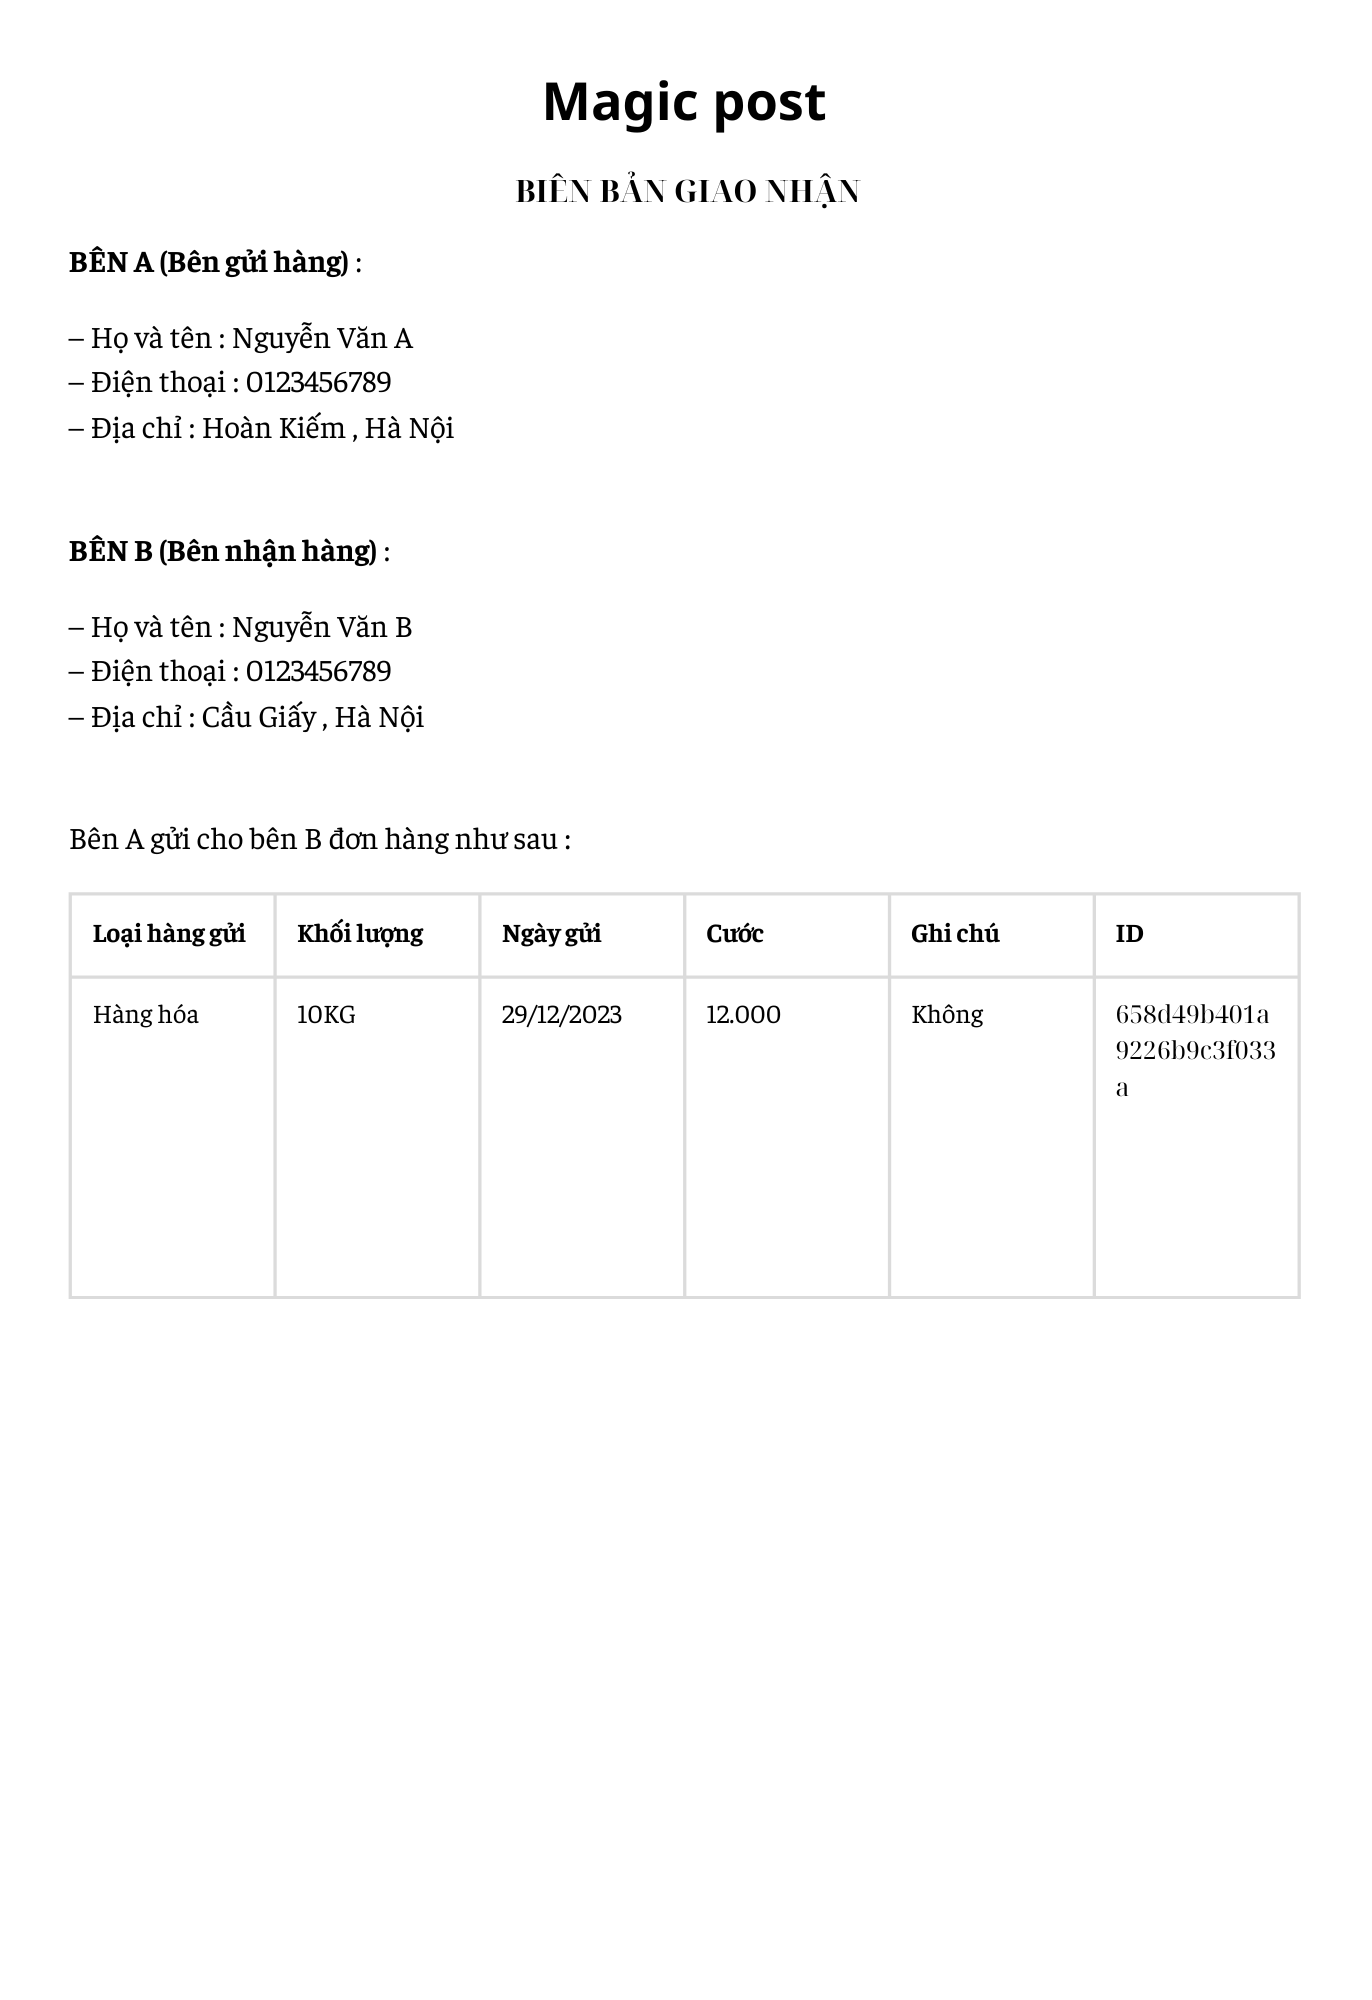 Magic post
BIÊN BẢN GIAO NHẬN
BÊN A (Bên gửi hàng) :
– Họ và tên : Nguyễn Văn A
– Điện thoại : 0123456789
– Địa chỉ : Hoàn Kiếm , Hà Nội
BÊN B (Bên nhận hàng) :
– Họ và tên : Nguyễn Văn B
– Điện thoại : 0123456789
– Địa chỉ : Cầu Giấy , Hà Nội
Bên A gửi cho bên B đơn hàng như sau :
Loại hàng gửi Khối lượng Ngày gửi Cước Ghi chú ID
Hàng hóa 10KG 29/12/2023 12.000 Không 658d49b401a
9226b9c3f033
a